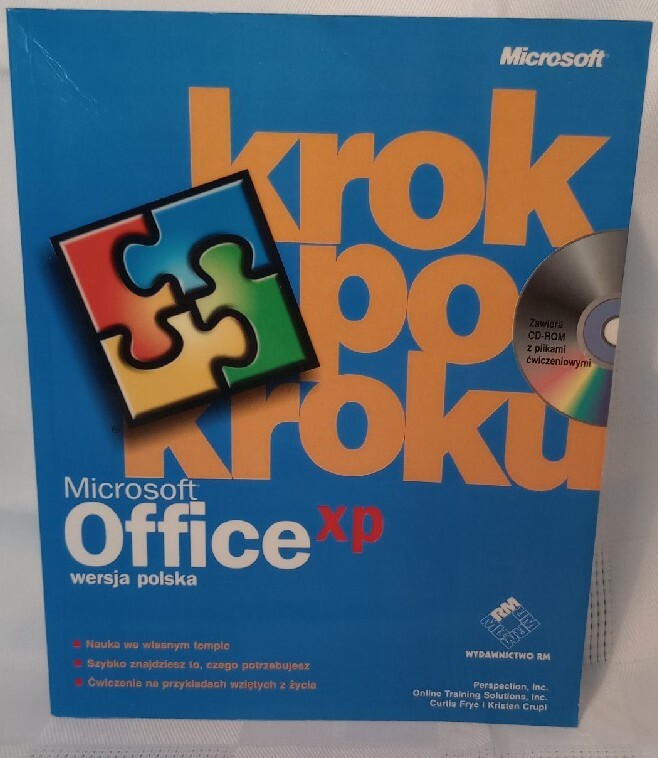 Microsoft
krok
po
kroku
Zawiera
CD-ROM
z plikami
ćwiczeniowymi
Microsoft
Office xp
wersja polska
RM
WYDAWNICTWO RM
Nauka we własnym tempie
Szybko znajdziesz to, czego potrzebujesz
Ćwiczenia na przykładach wziętych z życia
Perspection, Inc.
Online Training Solutions, Inc.
Curtis Frye i Kristen Crupi